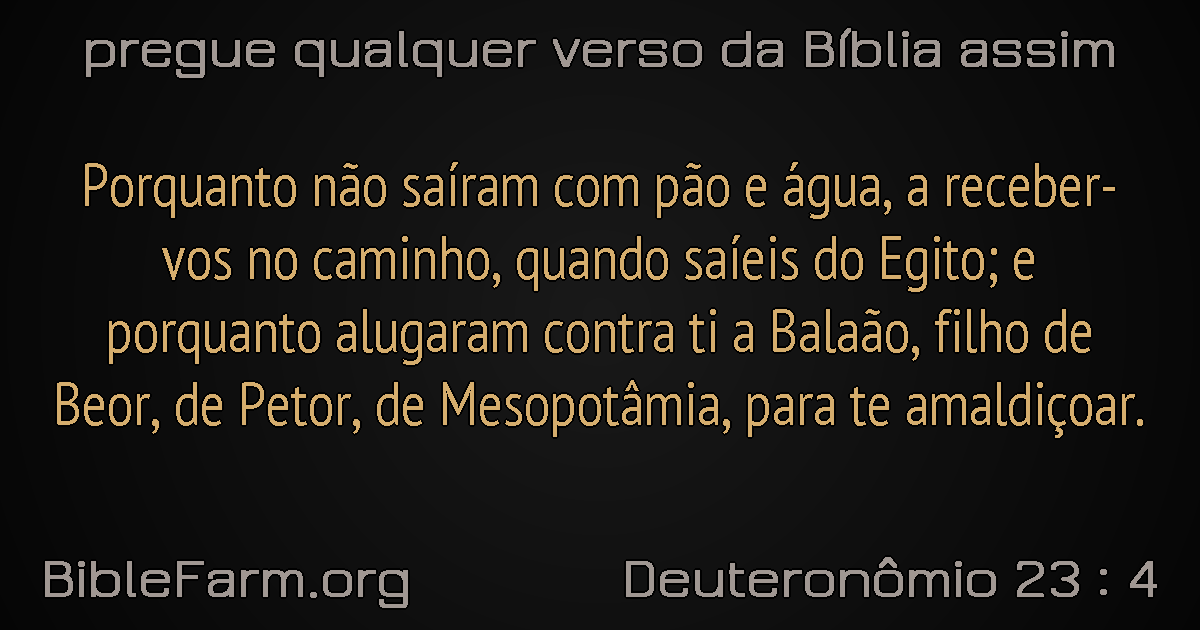 pregue qualquer verso da Bíblia assim
Porquanto não saíram com pão e água, a receber-
vos no caminho, quando saíeis do Egito; e
porquanto alugaram contra ti a Balaão, filho de
Beor, de Petor, de Mesopotâmia, para te amaldiçoar.
BibleFarm.org
Deuteronômio 23 : 4